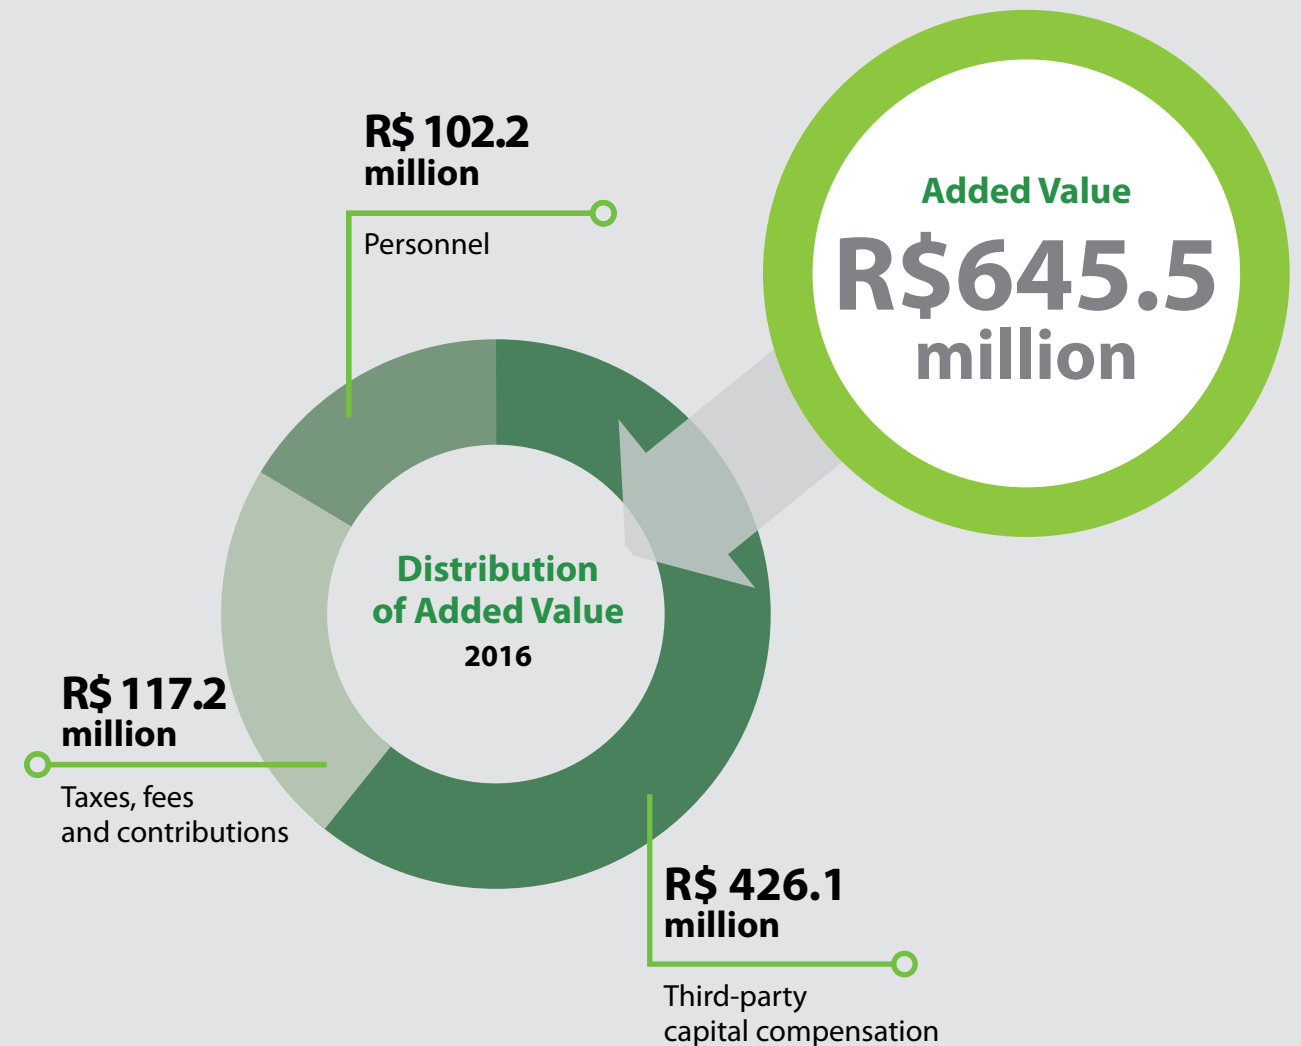 R$ 102.2
million
Personnel
Added Value
R$645.5
million
Distribution
of Added Value
2016
R$ 117.2
million
Taxes, fees
and contributions
R$ 426.1
million
Third-party
capital compensation